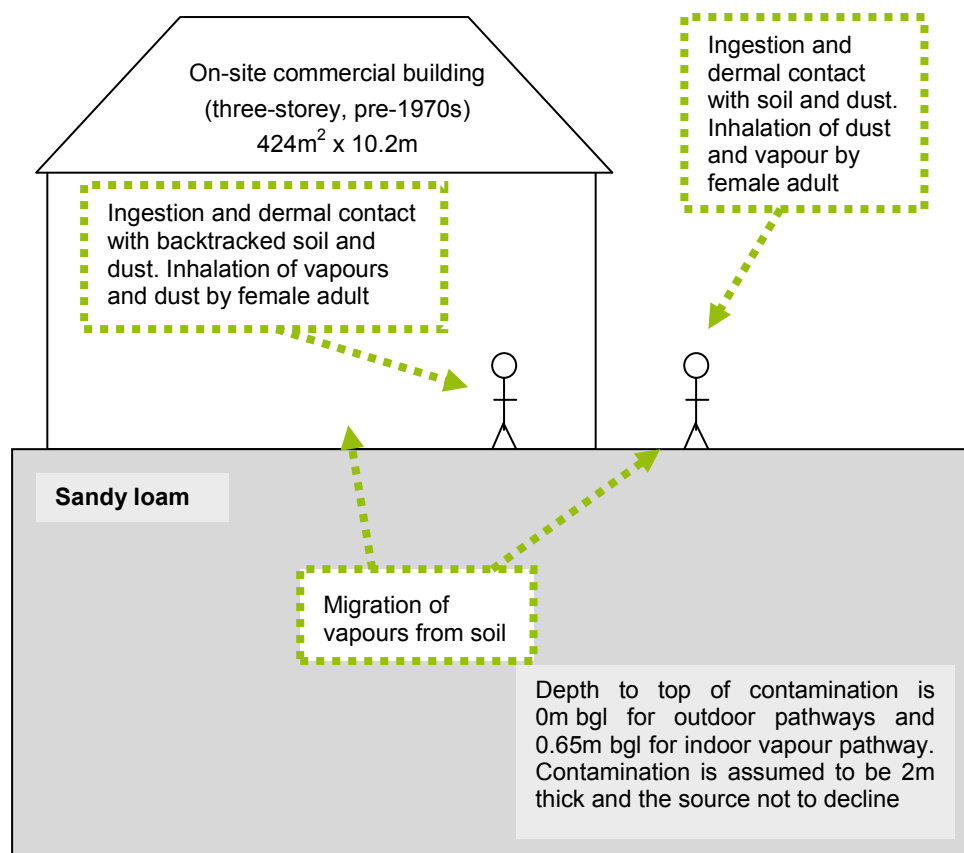 On-site commercial building
(three-storey, pre-1970s)
424m² x 10.2m
Ingestion and
dermal contact
with soil and dust.
Inhalation of dust
and vapour by
female adult
Ingestion and dermal contact
with backtracked soil and
dust. Inhalation of vapours
and dust by female adult
Sandy loam
Migration of
vapours from soil
Depth to top of contamination is
0m bgl for outdoor pathways and
0.65m bgl for indoor vapour pathway.
Contamination is assumed to be 2m
thick and the source not to decline